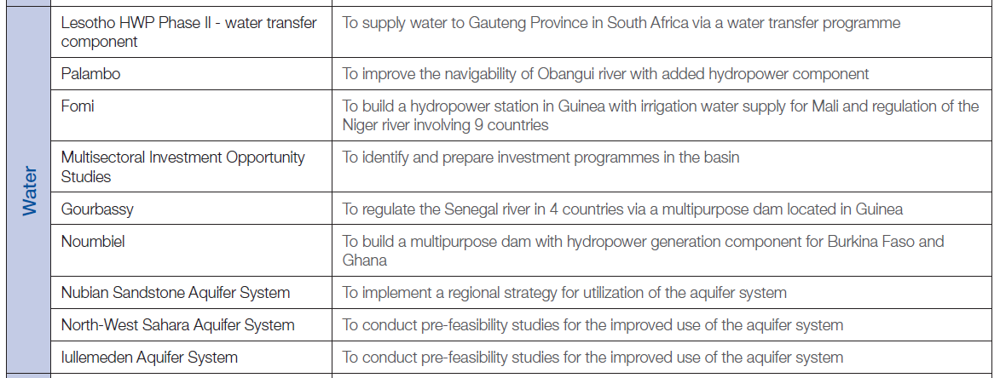 Water
Lesotho HWP Phase II - water transfer
component
To supply water to Gauteng Province in South Africa via a water transfer programme
Palambo
To improve the navigability of Obangui river with added hydropower component
Fomi
To build a hydropower station in Guinea with irrigation water supply for Mali and regulation of the
Niger river involving 9 countries
Multisectoral Investment Opportunity
Studies
To identify and prepare investment programmes in the basin
Gourbassy
To regulate the Senegal river in 4 countries via a multipurpose dam located in Guinea
Noumbiel
To build a multipurpose dam with hydropower generation component for Burkina Faso and
Ghana
Nubian Sandstone Aquifer System
To implement a regional strategy for utilization of the aquifer system
North-West Sahara Aquifer System
To conduct pre-feasibility studies for the improved use of the aquifer system
Iullemeden Aquifer System
To conduct pre-feasibility studies for the improved use of the aquifer system